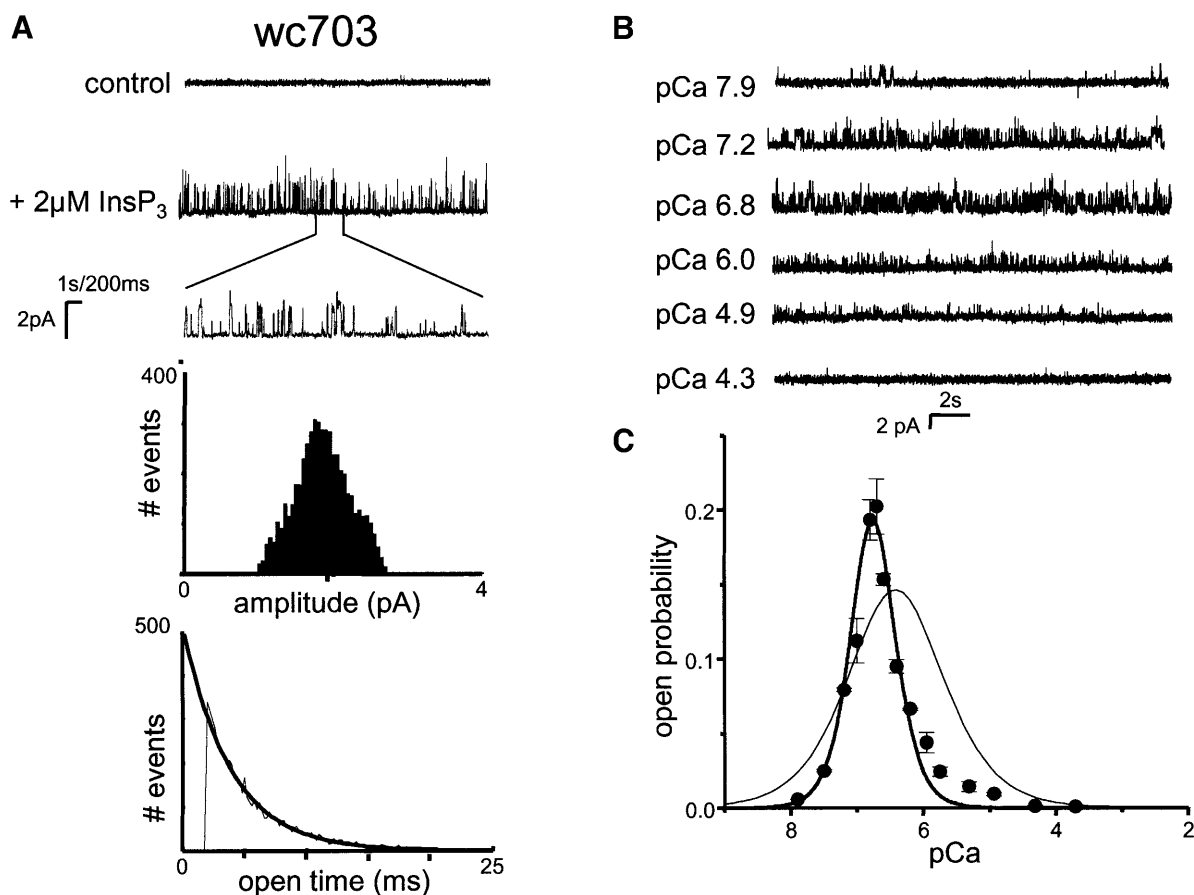 A
wc703
control
+ 2µM InsP3
1s/200ms
2pA
400
# events
0
4
amplitude (pA)
500
# events
0
25
open time (ms)
B
pCa 7.9
pCa 7.2
pCa 6.8
pCa 6.0
pCa 4.9
pCa 4.3
2s
2 pA
C
open probability
0.2
0.1
0.0
8
6
4
2
pCa